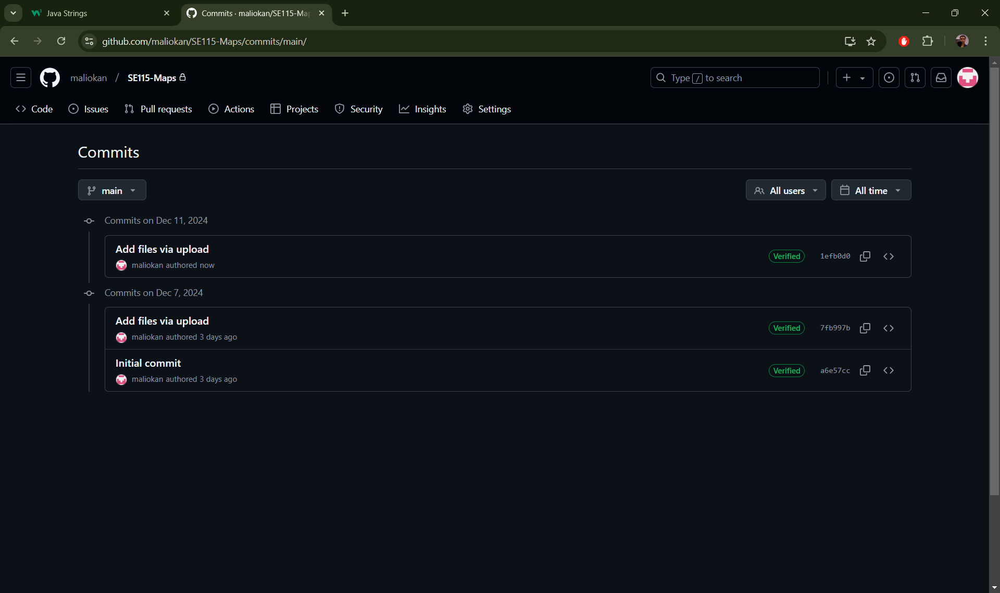 Java Strings
Commits · maliokan/SE115-Ma
github.com/maliokan/SE115-Maps/commits/main/
maliokan / SE115-Maps
Type / to search
Code
Issues
Pull requests
Actions
Projects
Security
Insights
Settings
Commits
main
All users
All time
Commits on Dec 11, 2024
Add files via upload
Verified
1efb0d0
maliokan authored now
Commits on Dec 7, 2024
Add files via upload
Verified
7fb997b
maliokan authored 3 days ago
Initial commit
Verified
a6e57cc
maliokan authored 3 days ago